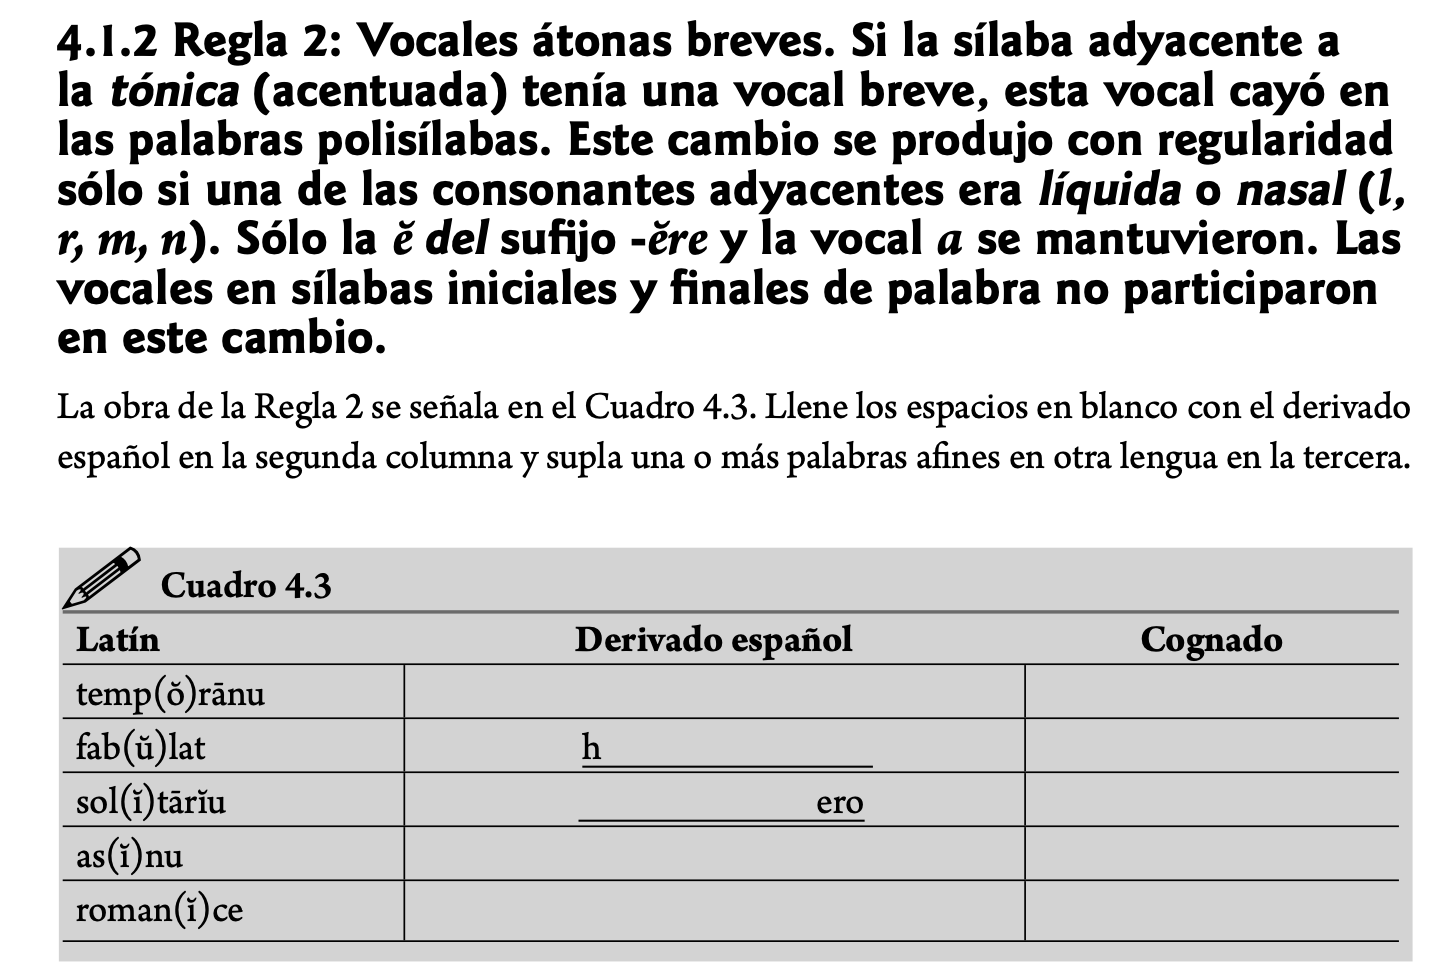 4.1.2 Regla 2: Vocales átonas breves. Si la sílaba adyacente a
la tónica (acentuada) tenía una vocal breve, esta vocal cayó en
las palabras polisílabas. Este cambio se produjo con regularidad
sólo si una de las consonantes adyacentes era líquida o nasal (l,
r, m, n). Sólo la ĕ del sufijo -ĕre y la vocal a se mantuvieron. Las
vocales en sílabas iniciales y finales de palabra no participaron
en este cambio.
La obra de la Regla 2 se señala en el Cuadro 4.3. Llene los espacios en blanco con el derivado
español en la segunda columna y supla una o más palabras afines en otra lengua en la tercera.
Cuadro 4.3
Latín Derivado español Cognado
temp(ŏ)rānu
fab(ŭ)lat h
sol(ĭ)tārĭu ero
as(ĭ)nu
roman(ĭ)ce